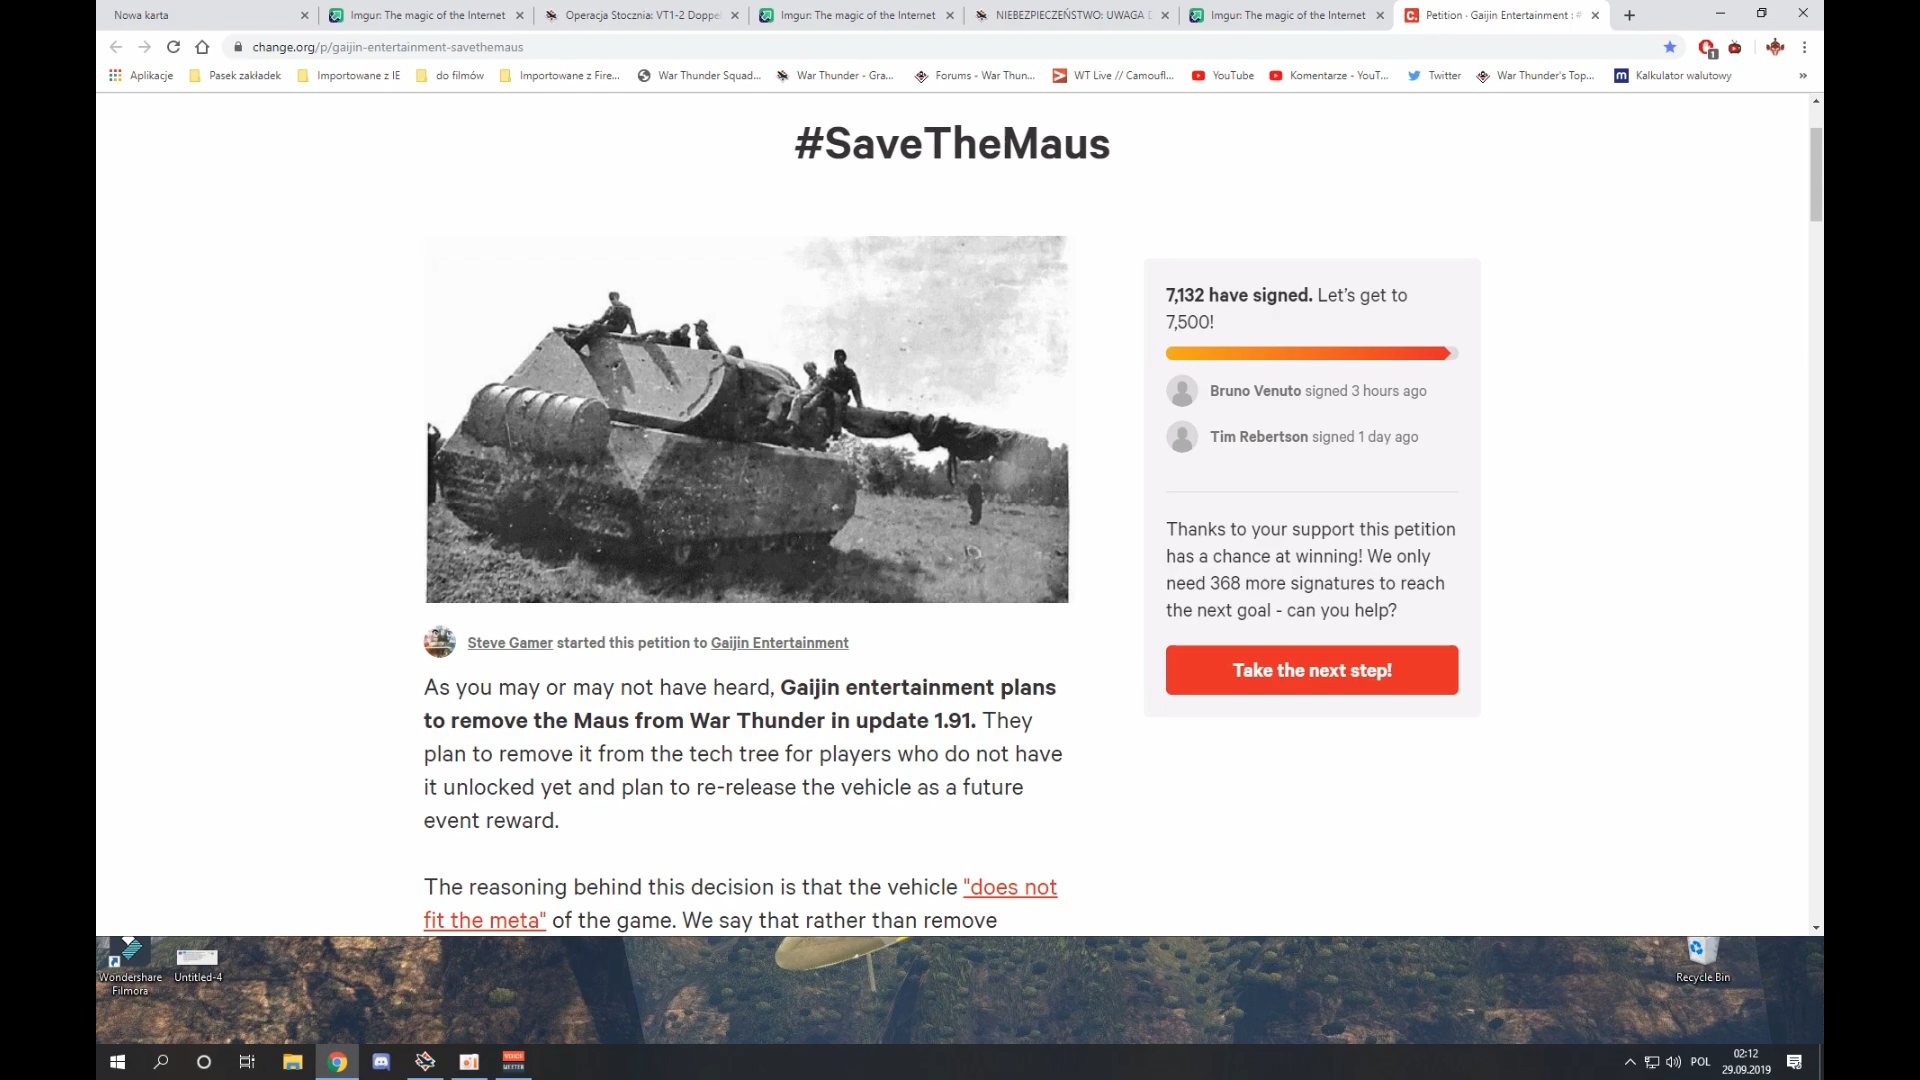 Nowa karta
Imgur: The magic of the Internet
Operacja Stocznia: VT1-2 Doppel
Imgur: The magic of the Internet
NIEBEZPIECZEŃSTWO: UWAGA D
Imgur: The magic of the Internet
Petition · Gaijin Entertainment : #
change.org/p/gaijin-entertainment-savethemaus
1
Aplikacje
Pasek zakładek
Importowane z IE
do filmów
Importowane z Fire...
War Thunder Squad...
War Thunder - Gra...
Forums - War Thun...
WT Live // Camoufl...
YouTube
Komentarze - YouT...
Twitter
War Thunder's Top...
m
Kalkulator walutowy
»
#SaveTheMaus
7,132 have signed. Let's get to
7,500!
Bruno Venuto signed 3 hours ago
Tim Rebertson signed 1 day ago
Thanks to your support this petition
has a chance at winning! We only
need 368 more signatures to reach
the next goal - can you help?
Take the next step!
Steve Gamer started this petition to Gaijin Entertainment
As you may or may not have heard, Gaijin entertainment plans
to remove the Maus from War Thunder in update 1.91. They
plan to remove it from the tech tree for players who do not have
it unlocked yet and plan to re-release the vehicle as a future
event reward.
The reasoning behind this decision is that the vehicle "does not
fit the meta" of the game. We say that rather than remove
Wondershare
Filmora
Untitled-4
Recycle Bin
POL
02:12
29.09.2019